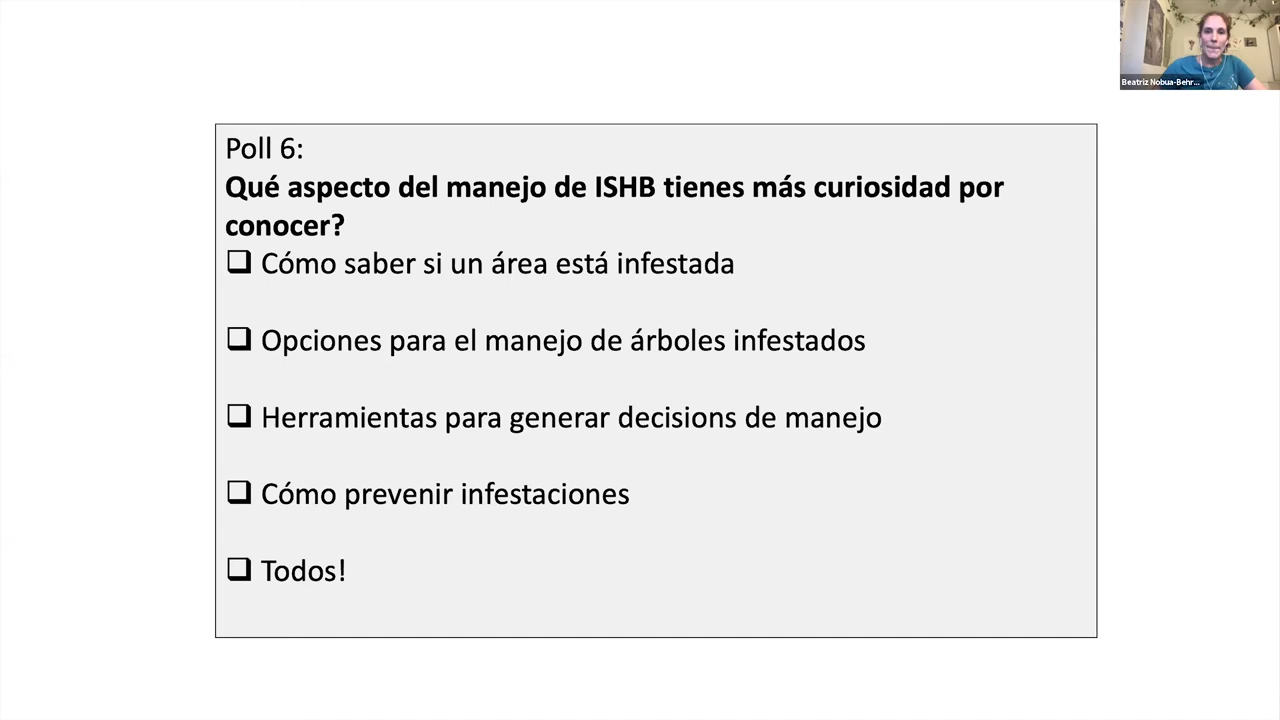 Beatriz Nobua-Behr...
Poll 6:
Qué aspecto del manejo de ISHB tienes más curiosidad por
conocer?
Cómo saber si un área está infestada
Opciones para el manejo de árboles infestados
Herramientas para generar decisions de manejo
Cómo prevenir infestaciones
Todos!